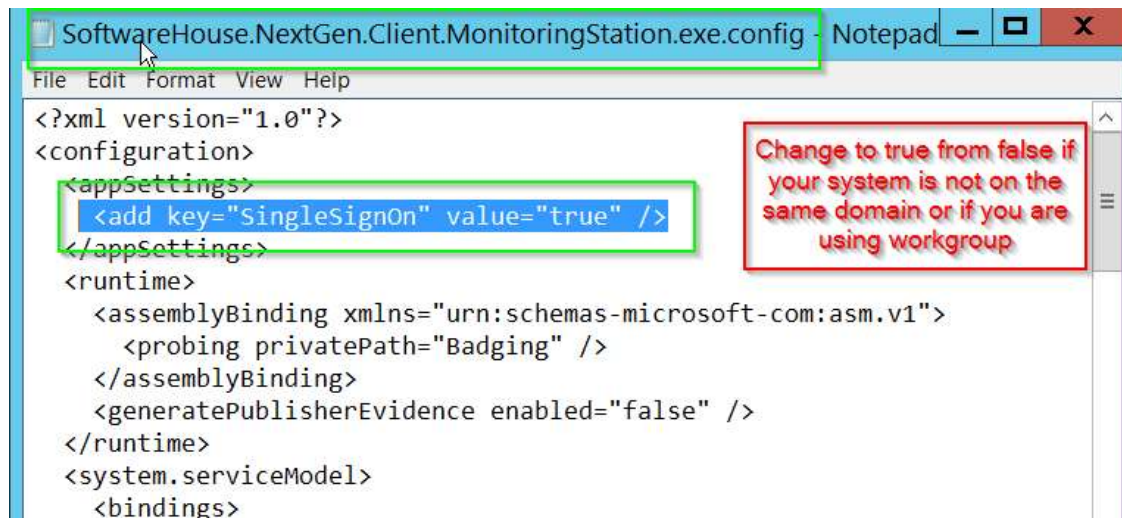 SoftwareHouse.NextGen.Client.MonitoringStation.exe.config - Notepad
File Edit Format View Help
<?xml version="1.0"?>
<configuration>
<appSettings>
<add key="SingleSignOn" value="true" />
</appSettings>
<runtime>
<assemblyBinding xmlns="urn:schemas-microsoft-com:asm.v1">
<probing privatePath="Badging" />
</assemblyBinding>
<generatePublisherEvidence enabled="false" />
</runtime>
<system.serviceModel>
<bindings>
Change to true from false if
your system is not on the
same domain or if you are
using workgroup